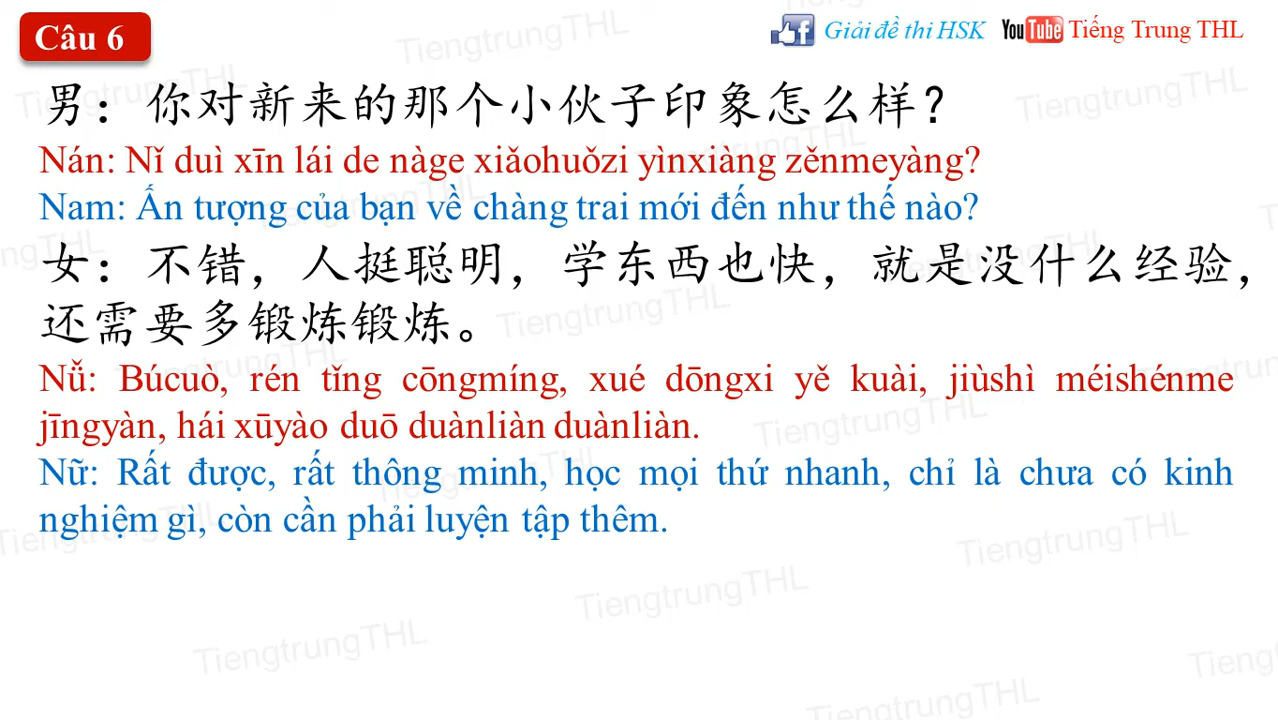 Câu 6
Giải đề thi HSK YouTube Tiếng Trung THL
男：你对新来的那个小伙子印象怎么样？
Nán: Nǐ duì xīn lái de nàge xiǎohuǒzi yìnxiàng zěnmeyàng?
Nam: Ấn tượng của bạn về chàng trai mới đến như thế nào?
女：不错，人挺聪明，学东西也快，就是没什么经验，
还需要多锻炼锻炼。
Nǚ: Búcuò, rén tǐng cōngmíng, xué dōngxi yě kuài, jiùshì méishénme
jīngyàn, hái xūyào duō duànliàn duànliàn.
Nữ: Rất được, rất thông minh, học mọi thứ nhanh, chỉ là chưa có kinh
nghiệm gì, còn cần phải luyện tập thêm.
TiengtrungTHL